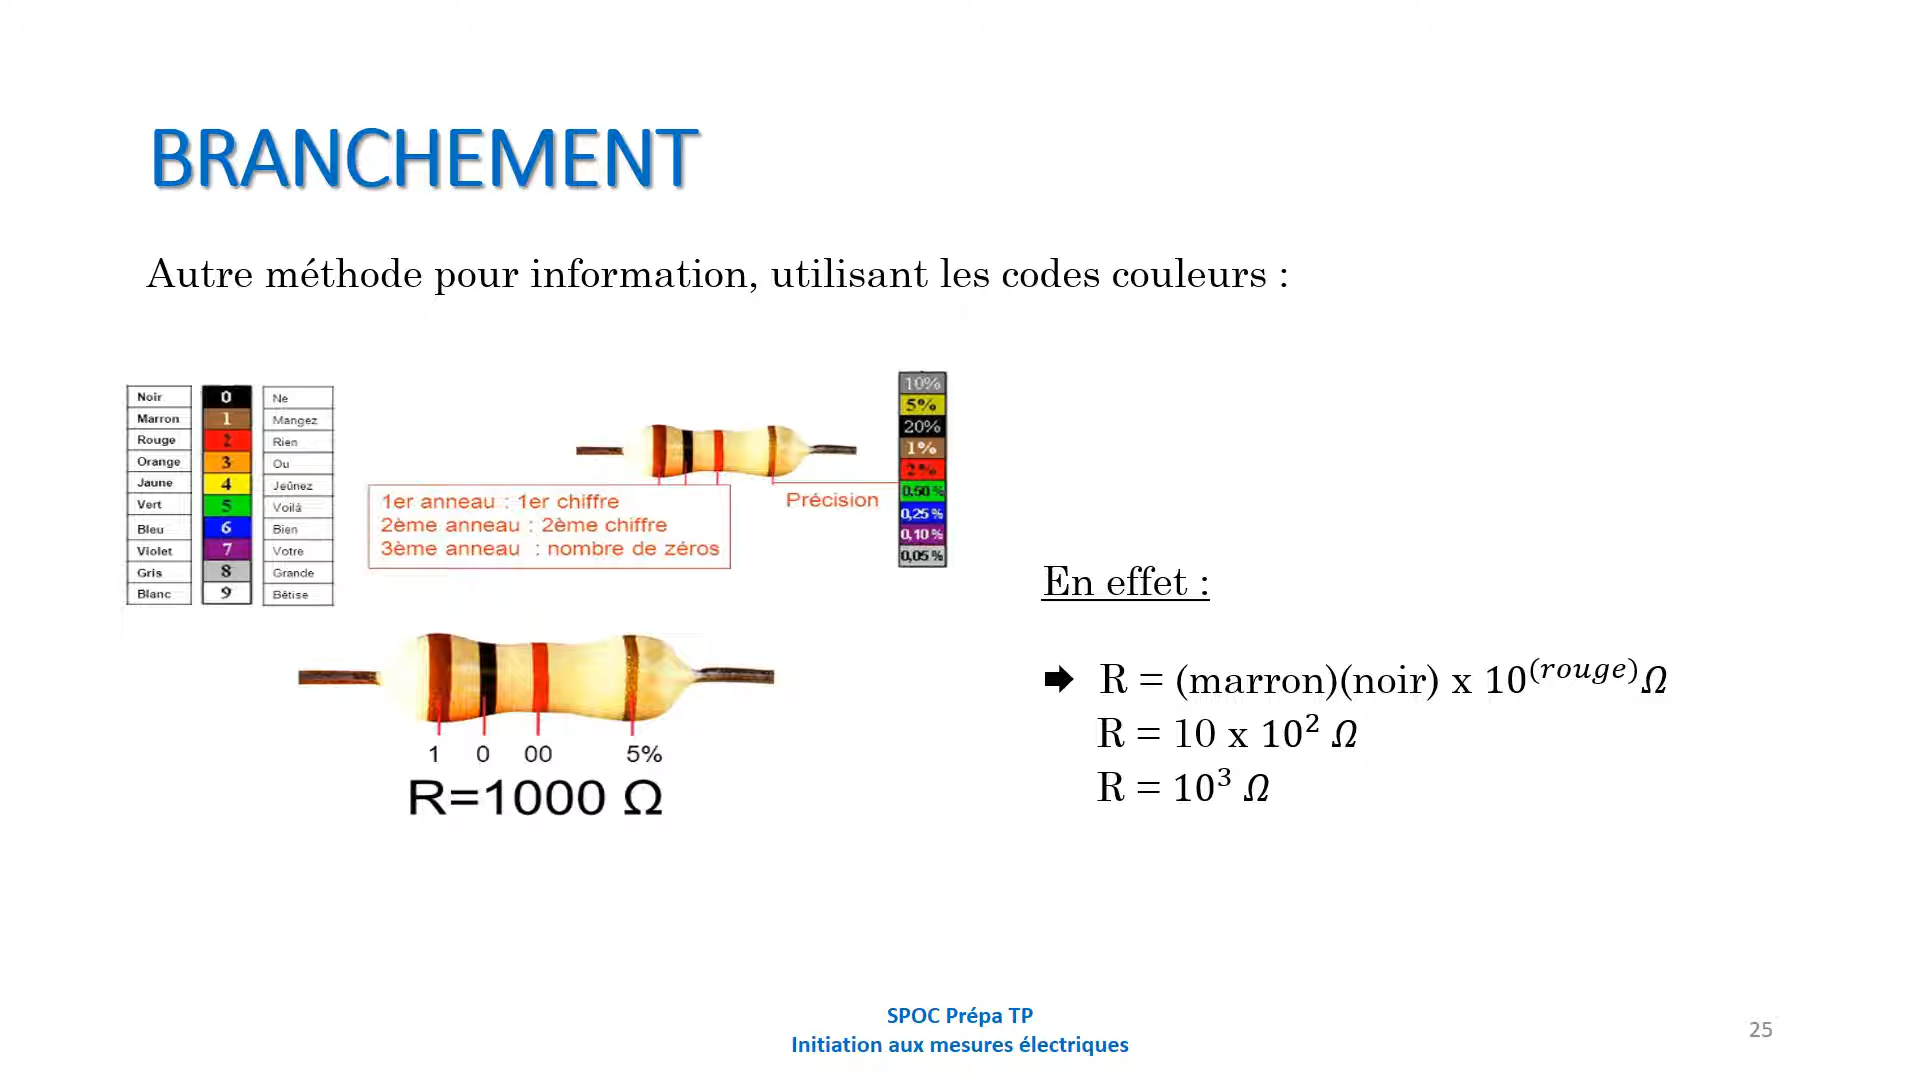 BRANCHEMENT
Autre méthode pour information, utilisant les codes couleurs :
Noir 0 Ne
Marron 1 Mangez
Rouge 2 Rien
Orange 3 Ou
Jaune 4 Jeûnez
Vert 5 Voilà
Bleu 6 Bien
Violet 7 Votre
Gris 8 Grande
Blanc 9 Bêtise
1er anneau : 1er chiffre
2ème anneau : 2ème chiffre
3ème anneau : nombre de zéros
Précision
10%
5%
20%
1%
2%
0,50 %
0,25 %
0,10 %
0,05 %
1 0 00 5%
R=1000 Ω
En effet :
🡆 R = (marron)(noir) x 10^(rouge) Ω
R = 10 x 10² Ω
R = 10³ Ω
SPOC Prépa TP
Initiation aux mesures électriques
25